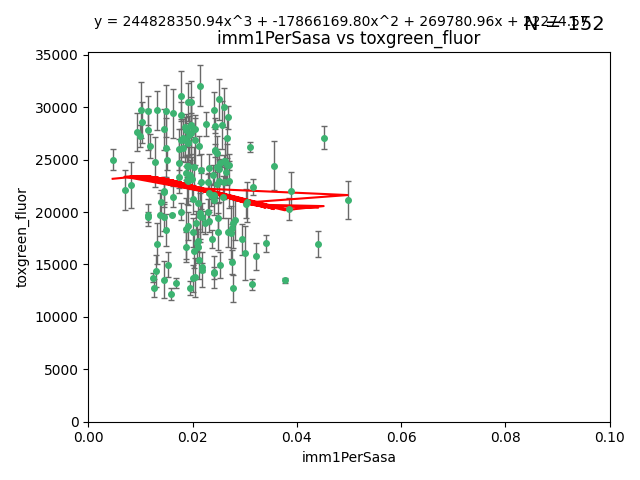 y = 244828350.94x^3 + -17866169.80x^2 + 269780.96x + 22274.57
N = 152
imm1PerSasa vs toxgreen_fluor
35000
30000
25000
20000
15000
10000
5000
0
toxgreen_fluor
0.00 0.02 0.04 0.06 0.08 0.10
imm1PerSasa